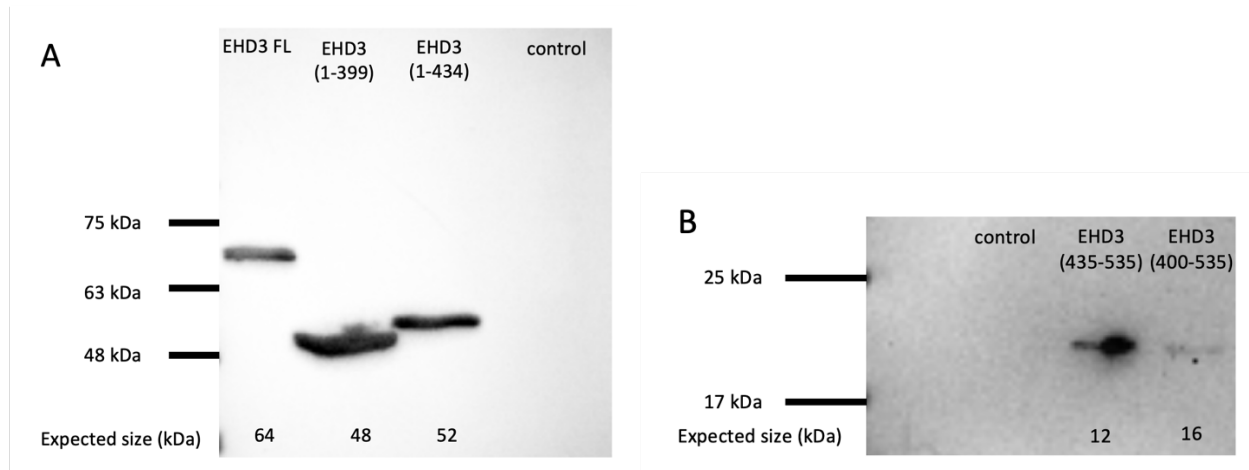 A
EHD3 FL
EHD3
(1-399)
EHD3
(1-434)
control
75 kDa
63 kDa
48 kDa
Expected size (kDa)
64
48
52
B
control
EHD3
(435-535)
EHD3
(400-535)
25 kDa
17 kDa
Expected size (kDa)
12
16